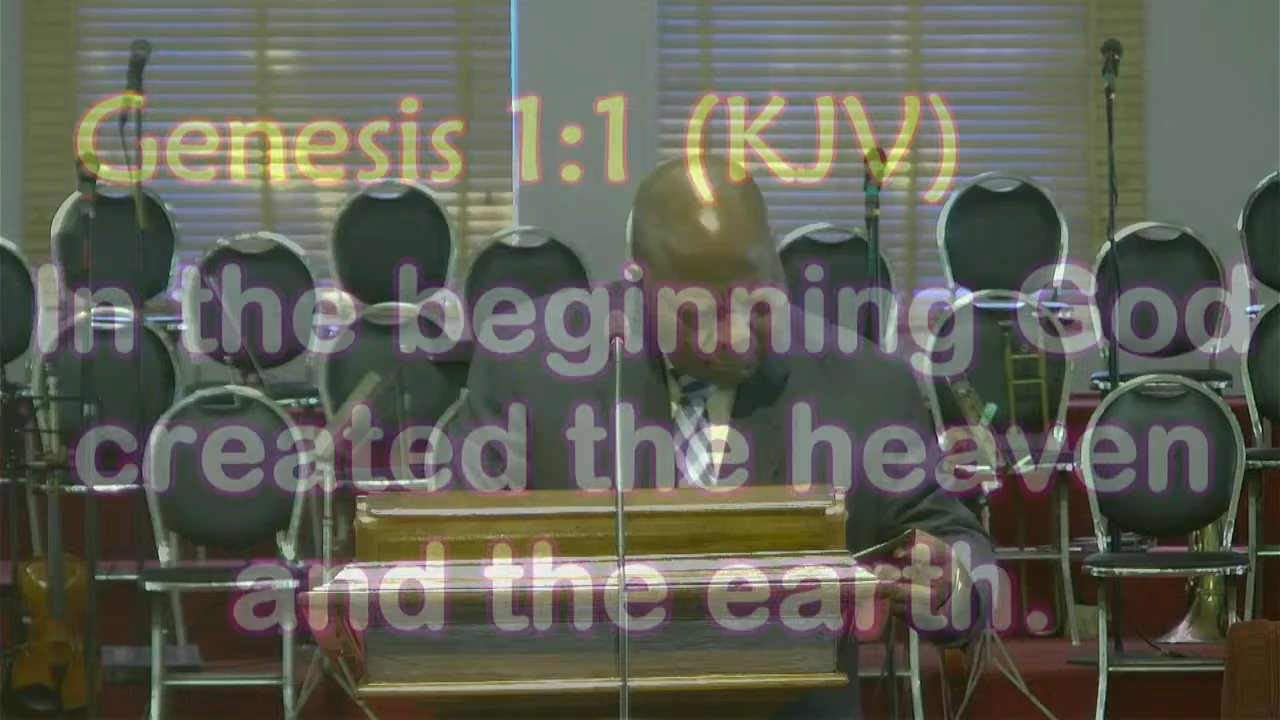 Genesis 1:1 (KJV)
In the beginning God
created the heaven
and the earth.